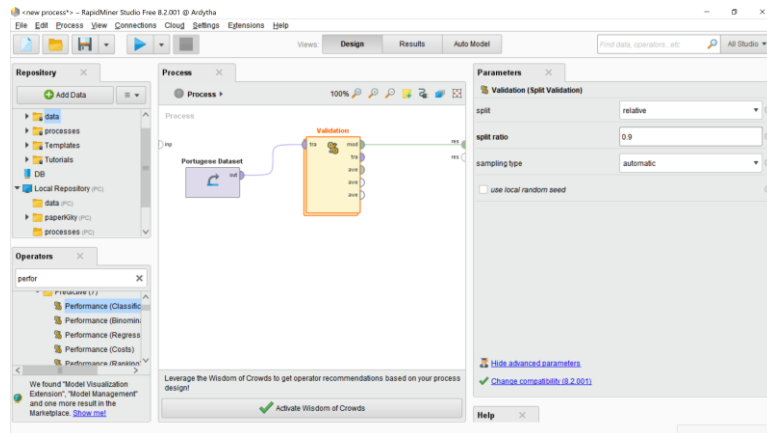 <new process*> – RapidMiner Studio Free 8.2.001 @ Ardytha
File Edit Process View Connections Cloud Settings Extensions Help
Views: Design Results Auto Model
Find data, operators...etc
All Studio
Repository
Add Data
data
processes
Templates
Tutorials
DB
Local Repository (PC)
data (PC)
paperKiky (PC)
processes (PC)
Operators
perfor
Predictive (7)
Performance (Classific
Performance (Binomin
Performance (Regress
Performance (Costs)
Performance (Ranking)
We found "Model Visualization
Extension", "Model Management"
and one more result in the
Marketplace. Show me!
Process
Process
100%
Process
inp
Portugese Dataset
out
Validation
tra
mod
tra
ave
ave
ave
res
res
Leverage the Wisdom of Crowds to get operator recommendations based on your process
design!
Activate Wisdom of Crowds
Parameters
Validation (Split Validation)
split
relative
split ratio
0.9
sampling type
automatic
use local random seed
Hide advanced parameters
Change compatibility (8.2.001)
Help